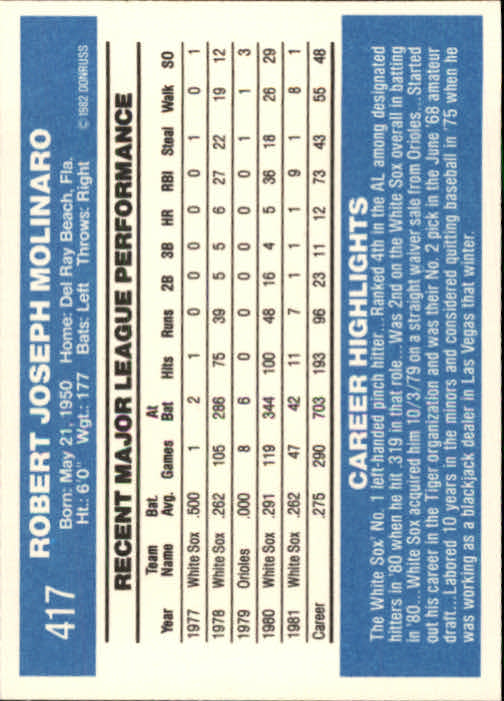 417 ROBERT JOSEPH MOLINARO
Born: May 21, 1950 Home: Del Ray Beach, Fla.
Ht.: 6'0" Wgt.: 177 Bats: Left Throws: Right © 1982 DONRUSS
RECENT MAJOR LEAGUE PERFORMANCE
Team Bat. At
Year Name Avg. Games Bat Hits Runs 2B 3B HR RBI Steal Walk SO
1977 White Sox .500 1 2 1 0 0 0 0 0 1 0 1
1978 White Sox .262 105 286 75 39 5 5 6 27 22 19 12
1979 Orioles .000 8 6 0 0 0 0 0 0 1 1 3
1980 White Sox .291 119 344 100 48 16 4 5 36 18 26 29
1981 White Sox .262 47 42 11 7 1 1 1 9 1 8 1
Career .275 290 703 193 96 23 11 12 73 43 55 48
CAREER HIGHLIGHTS
The White Sox' No. 1 left-handed pinch hitter...Ranked 4th in the AL among designated
hitters in '80 when he hit .319 in that role...Was 2nd on the White Sox overall in batting
in '80...White Sox acquired him 10/3/79 on a straight waiver sale from Orioles...Started
out his career in the Tiger organization and was their No. 2 pick in the June '68 amateur
draft...Labored 10 years in the minors and considered quitting baseball in '75 when he
was working as a blackjack dealer in Las Vegas that winter.